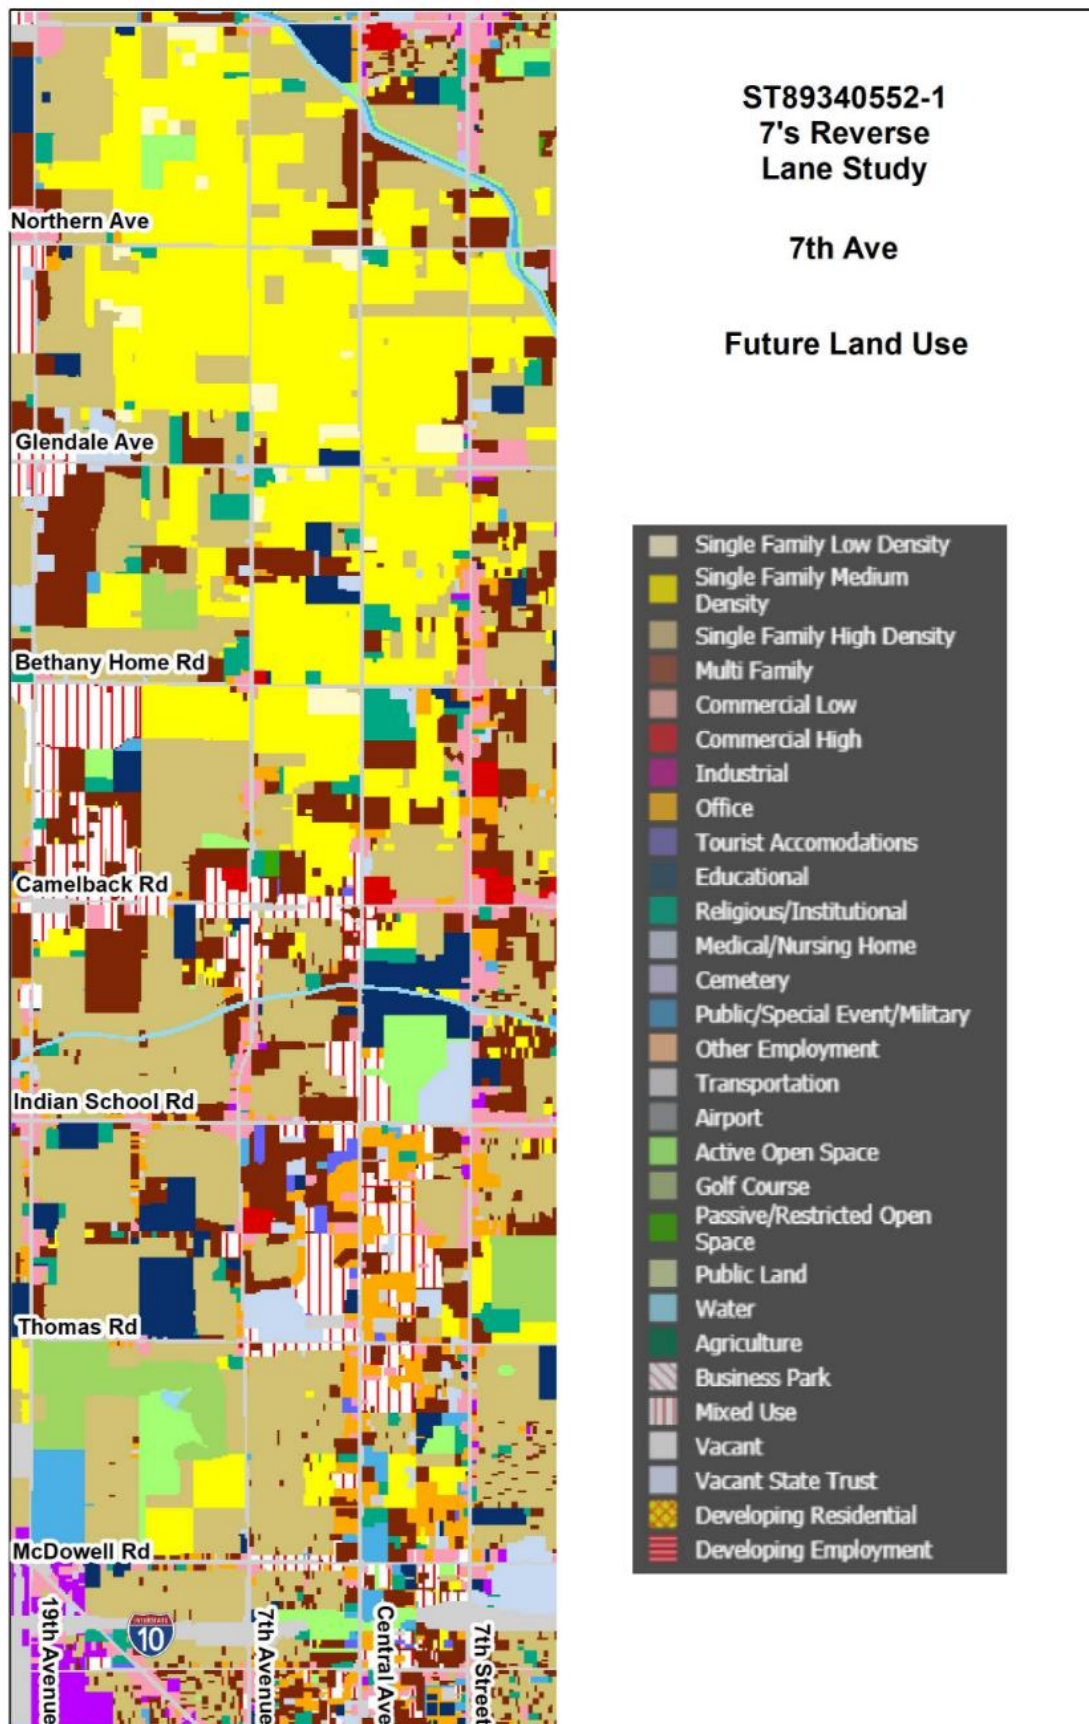 ST89340552-1
7's Reverse
Lane Study
7th Ave
Future Land Use
Northern Ave
Glendale Ave
Bethany Home Rd
Camelback Rd
Indian School Rd
Thomas Rd
McDowell Rd
19th Avenue
INTERSTATE
10
7th Avenue
Central Ave
7th Street
Single Family Low Density
Single Family Medium
Density
Single Family High Density
Multi Family
Commercial Low
Commercial High
Industrial
Office
Tourist Accomodations
Educational
Religious/Institutional
Medical/Nursing Home
Cemetery
Public/Special Event/Military
Other Employment
Transportation
Airport
Active Open Space
Golf Course
Passive/Restricted Open
Space
Public Land
Water
Agriculture
Business Park
Mixed Use
Vacant
Vacant State Trust
Developing Residential
Developing Employment